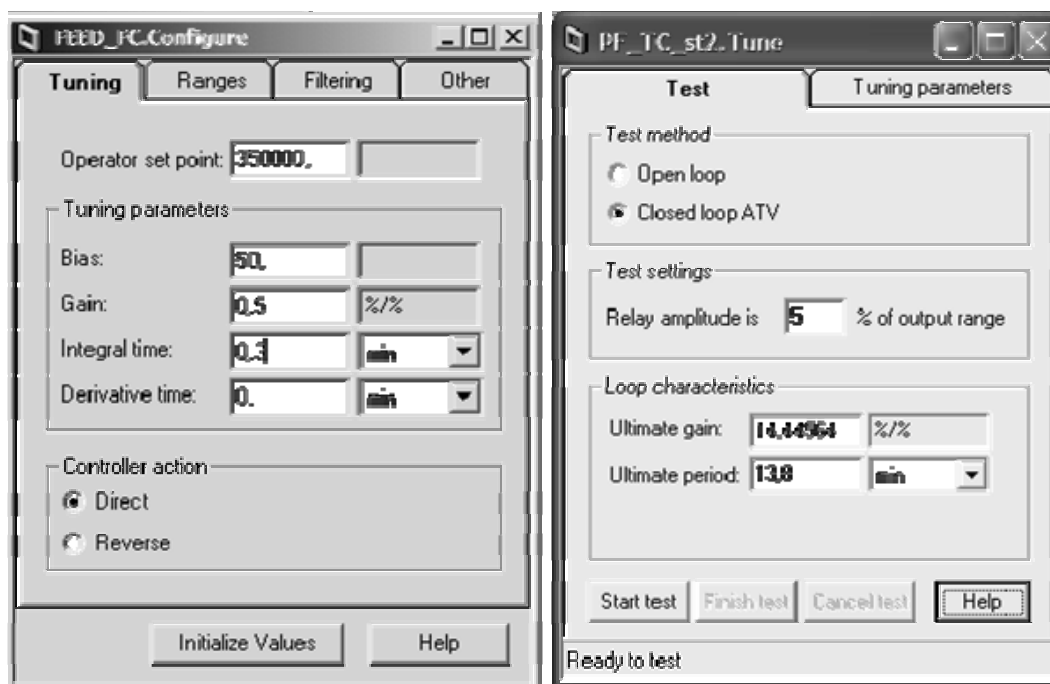 FEED_FC.Configure
Tuning Ranges Filtering Other
Operator set point: 350000,
Tuning parameters
Bias: 50,
Gain: 0,5 %/%
Integral time: 0,3 min
Derivative time: 0. min
Controller action
Direct
Reverse
Initialize Values Help
PF_TC_st2.Tune
Test Tuning parameters
Test method
Open loop
Closed loop ATV
Test settings
Relay amplitude is 5 % of output range
Loop characteristics
Ultimate gain: 14,44964 %/%
Ultimate period: 13,8 min
Start test Finish test Cancel test Help
Ready to test